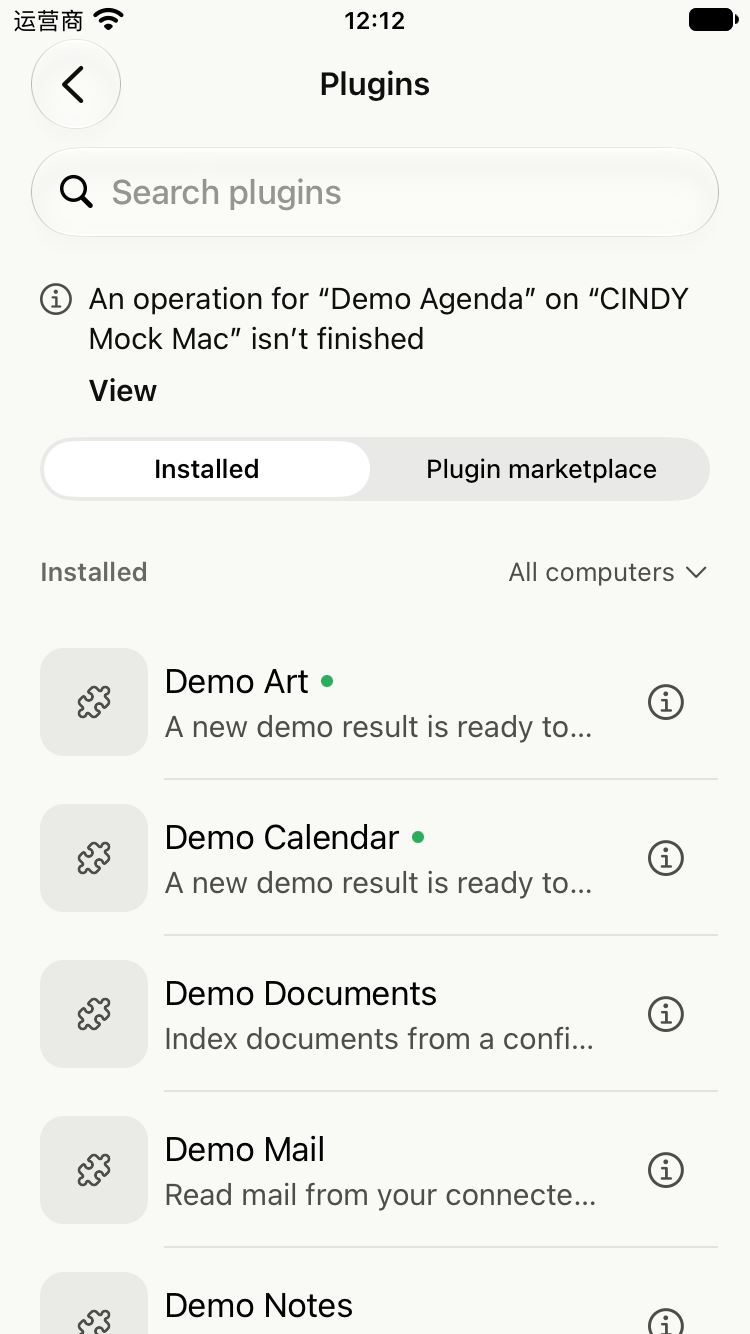 运营商
12:12
Plugins
Search plugins
An operation for “Demo Agenda” on “CINDY
Mock Mac” isn’t finished
View
Installed
Plugin marketplace
Installed
All computers
Demo Art
A new demo result is ready to...
Demo Calendar
A new demo result is ready to...
Demo Documents
Index documents from a confi...
Demo Mail
Read mail from your connecte...
Demo Notes